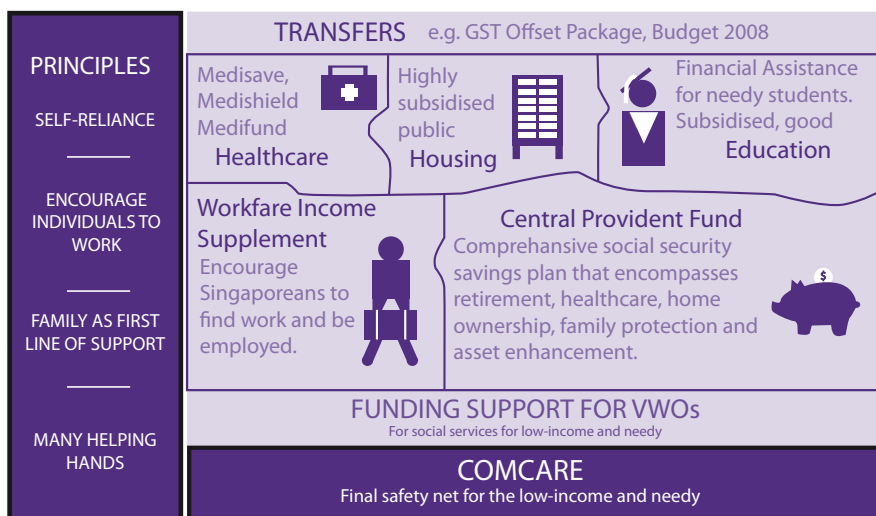 PRINCIPLES
SELF-RELIANCE
ENCOURAGE
INDIVIDUALS TO
WORK
FAMILY AS FIRST
LINE OF SUPPORT
MANY HELPING
HANDS
TRANSFERS e.g. GST Offset Package, Budget 2008
Medisave,
Medishield
Medifund
Healthcare
Highly
subsidised
public
Housing
Financial Assistance
for needy students.
Subsidised, good
Education
Workfare Income
Supplement
Encourage
Singaporeans to
find work and be
employed.
Central Provident Fund
Comprehansive social security
savings plan that encompasses
retirement, healthcare, home
ownership, family protection and
asset enhancement.
$
FUNDING SUPPORT FOR VWOs
For social services for low-income and needy
COMCARE
Final safety net for the low-income and needy